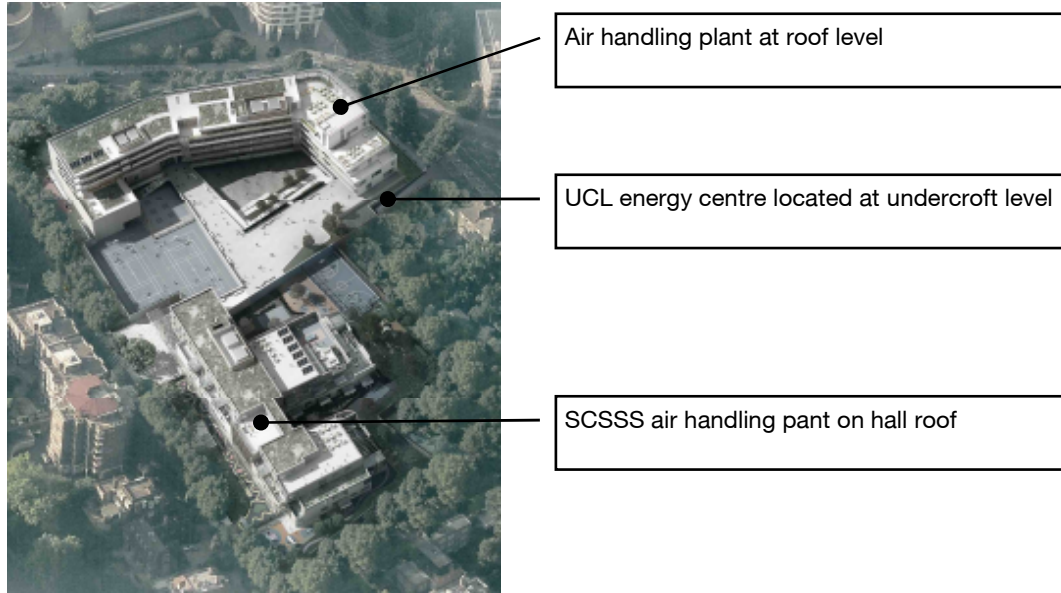 Air handling plant at roof level
UCL energy centre located at undercroft level
SCSSS air handling pant on hall roof